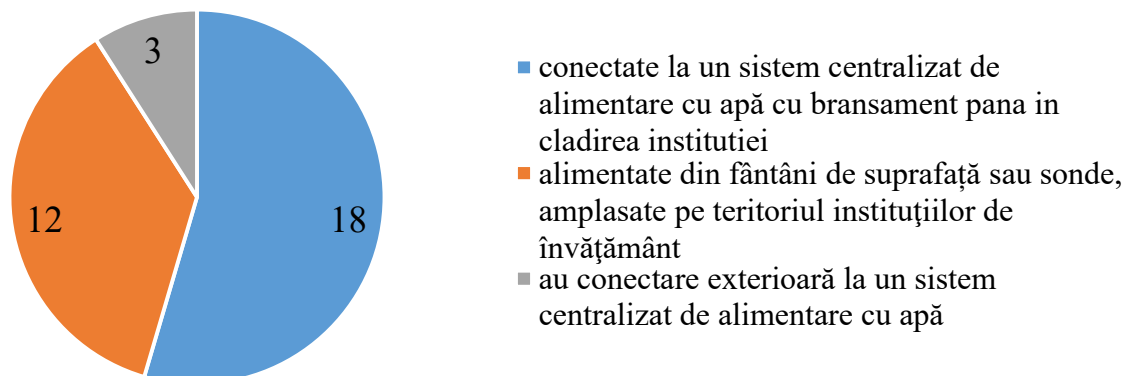 3
12
18
conectate la un sistem centralizat de
alimentare cu apă cu bransament pana in
cladirea institutiei
alimentate din fântâni de suprafață sau sonde,
amplasate pe teritoriul instituţiilor de
învăţământ
au conectare exterioară la un sistem
centralizat de alimentare cu apă